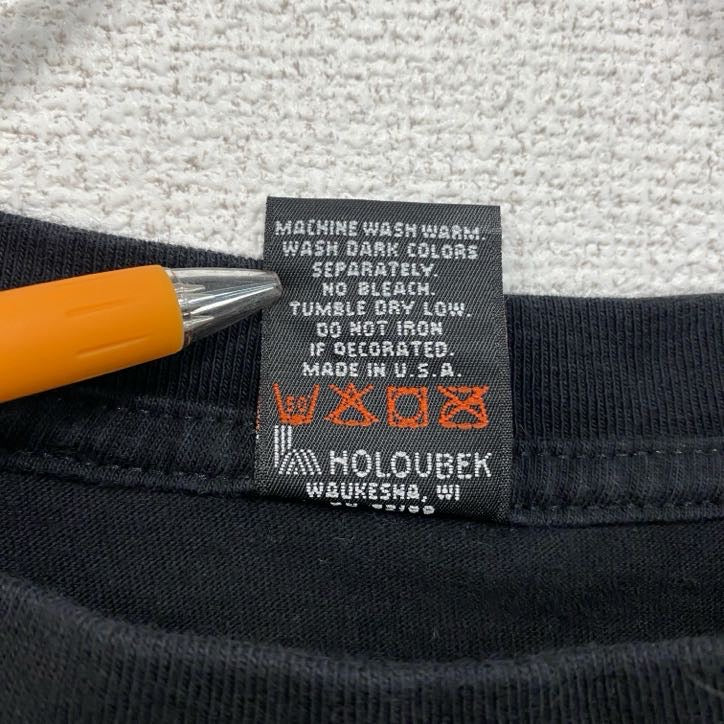 MACHINE WASH WARM.
WASH DARK COLORS
SEPARATELY.
NO BLEACH.
TUMBLE DRY LOW.
DO NOT IRON
IF DECORATED.
MADE IN U.S.A.
HOLOUBEK
WAUKESHA, WI